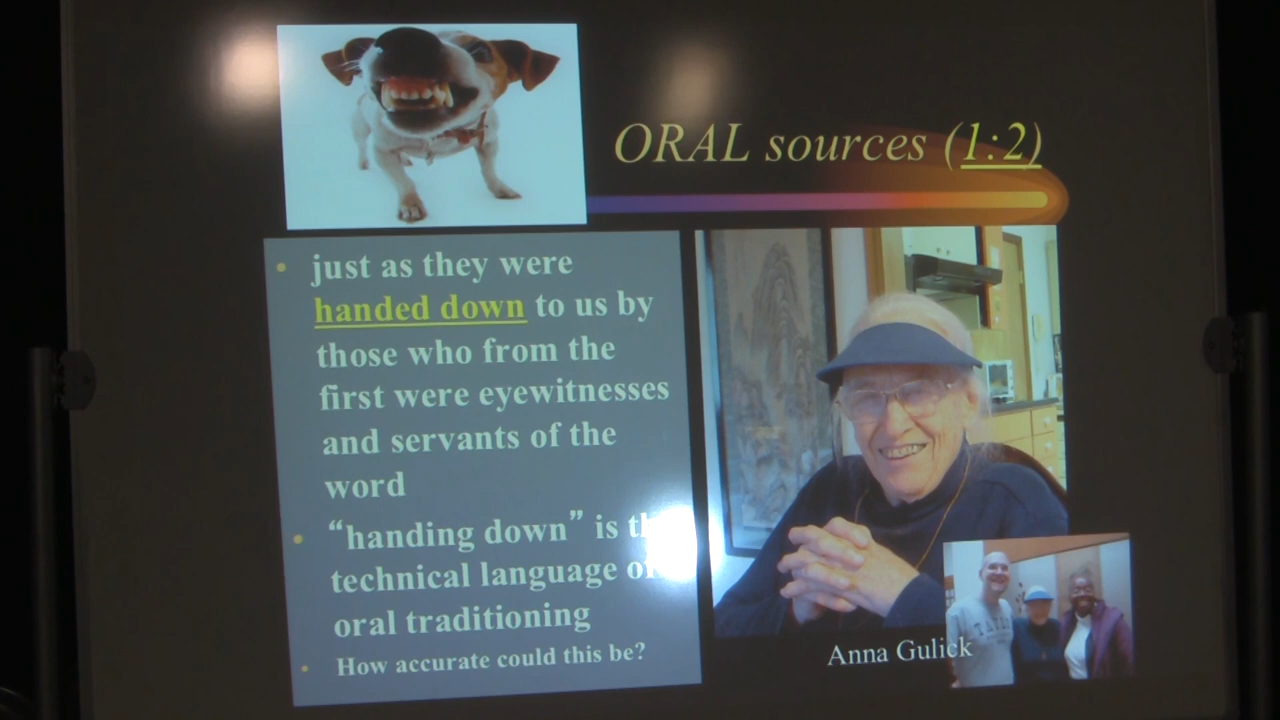 ORAL sources (1:2)
• just as they were
handed down to us by
those who from the
first were eyewitnesses
and servants of the
word
• “handing down” is
technical language
oral traditioning
• How accurate could this be?
Anna Gulick